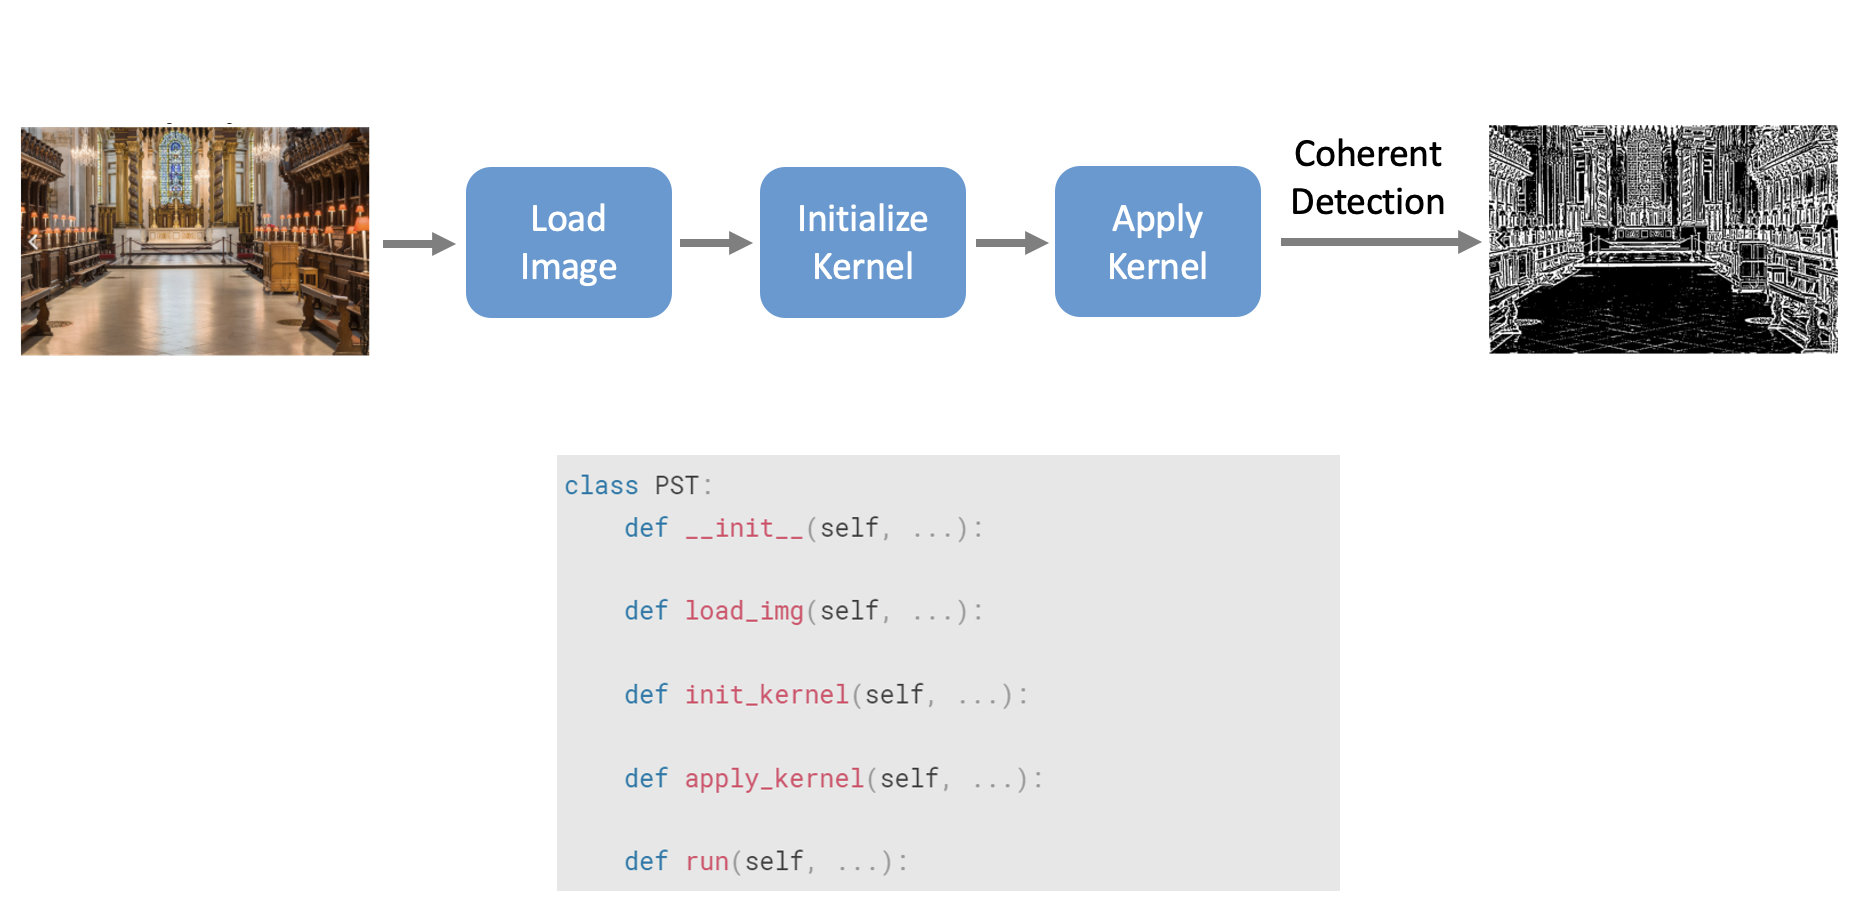 Load
Image
Initialize
Kernel
Apply
Kernel
Coherent
Detection
class PST:
def __init__(self, ...):
def load_img(self, ...):
def init_kernel(self, ...):
def apply_kernel(self, ...):
def run(self, ...):